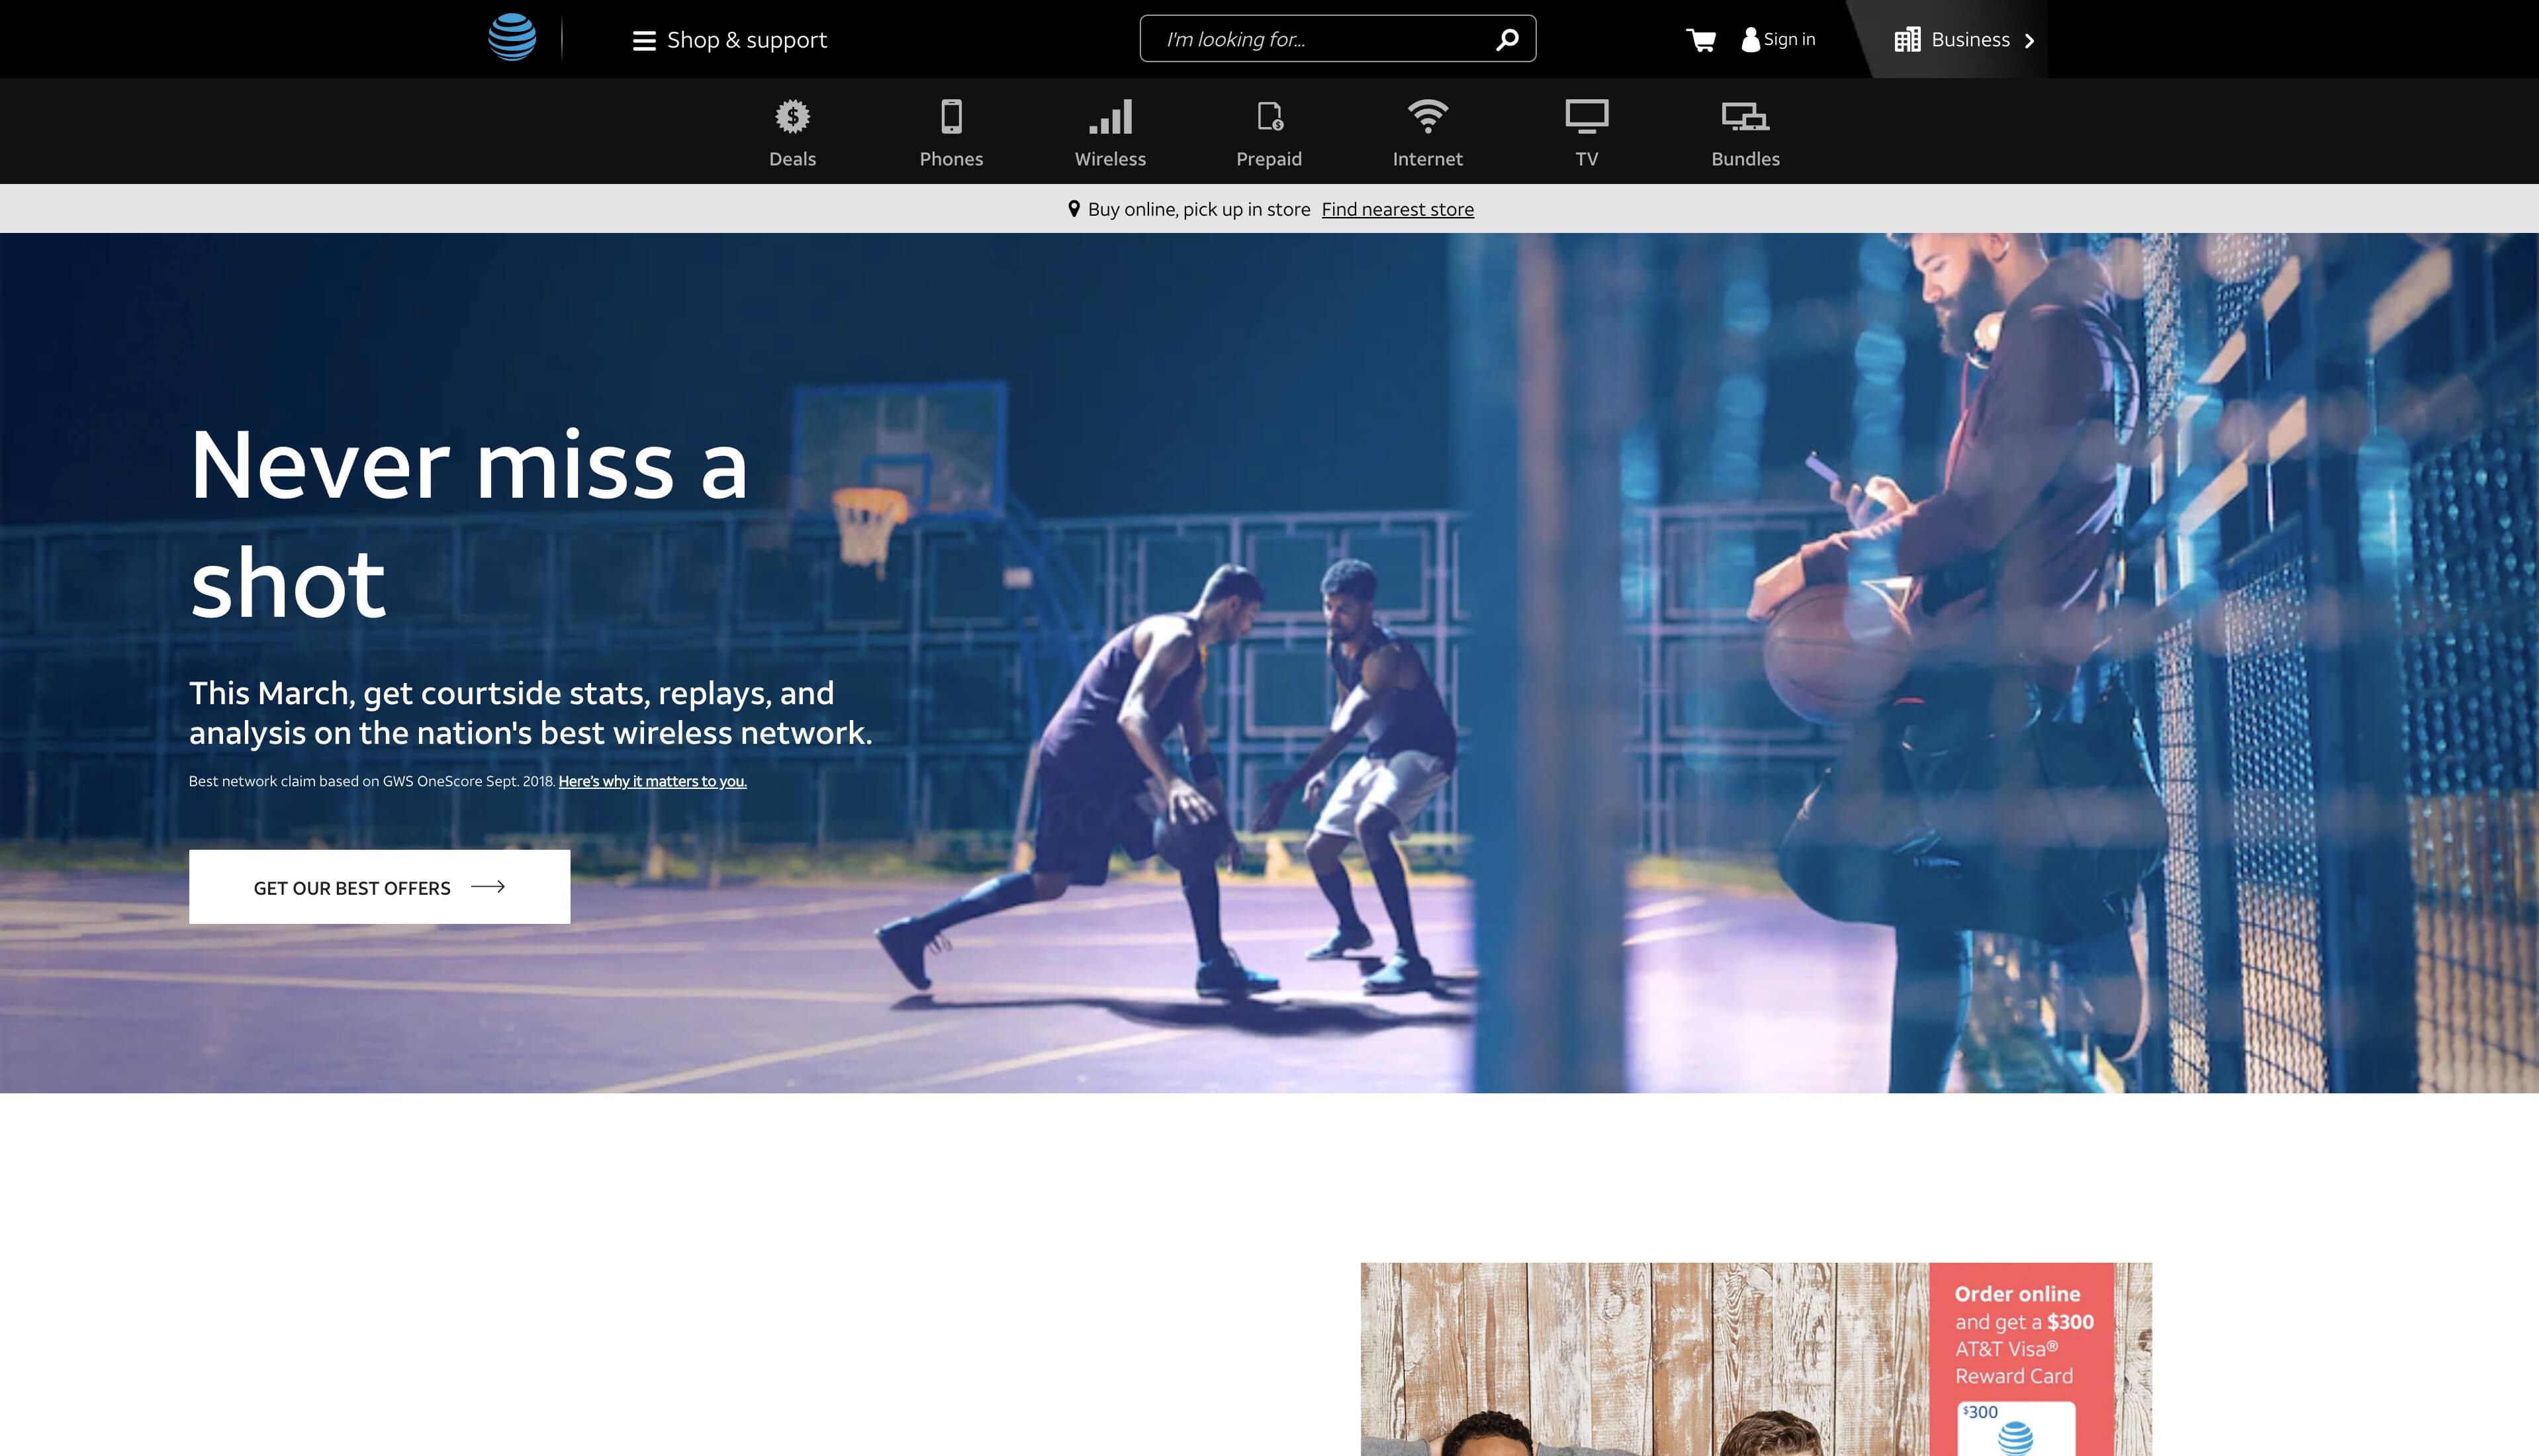 Shop & support
I'm looking for...
Sign in
Business
Deals
Phones
Wireless
Prepaid
Internet
TV
Bundles
Buy online, pick up in store Find nearest store
Never miss a
shot
This March, get courtside stats, replays, and
analysis on the nation's best wireless network.
Best network claim based on GWS OneScore Sept. 2018. Here's why it matters to you.
GET OUR BEST OFFERS
Order online
and get a $300
AT&T Visa®
Reward Card
$300